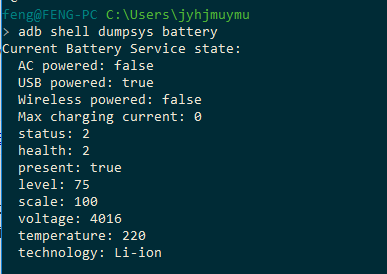 feng@FENG-PC C:\Users\jyhjmuymu
> adb shell dumpsys battery
Current Battery Service state:
AC powered: false
USB powered: true
Wireless powered: false
Max charging current: 0
status: 2
health: 2
present: true
level: 75
scale: 100
voltage: 4016
temperature: 220
technology: Li-ion